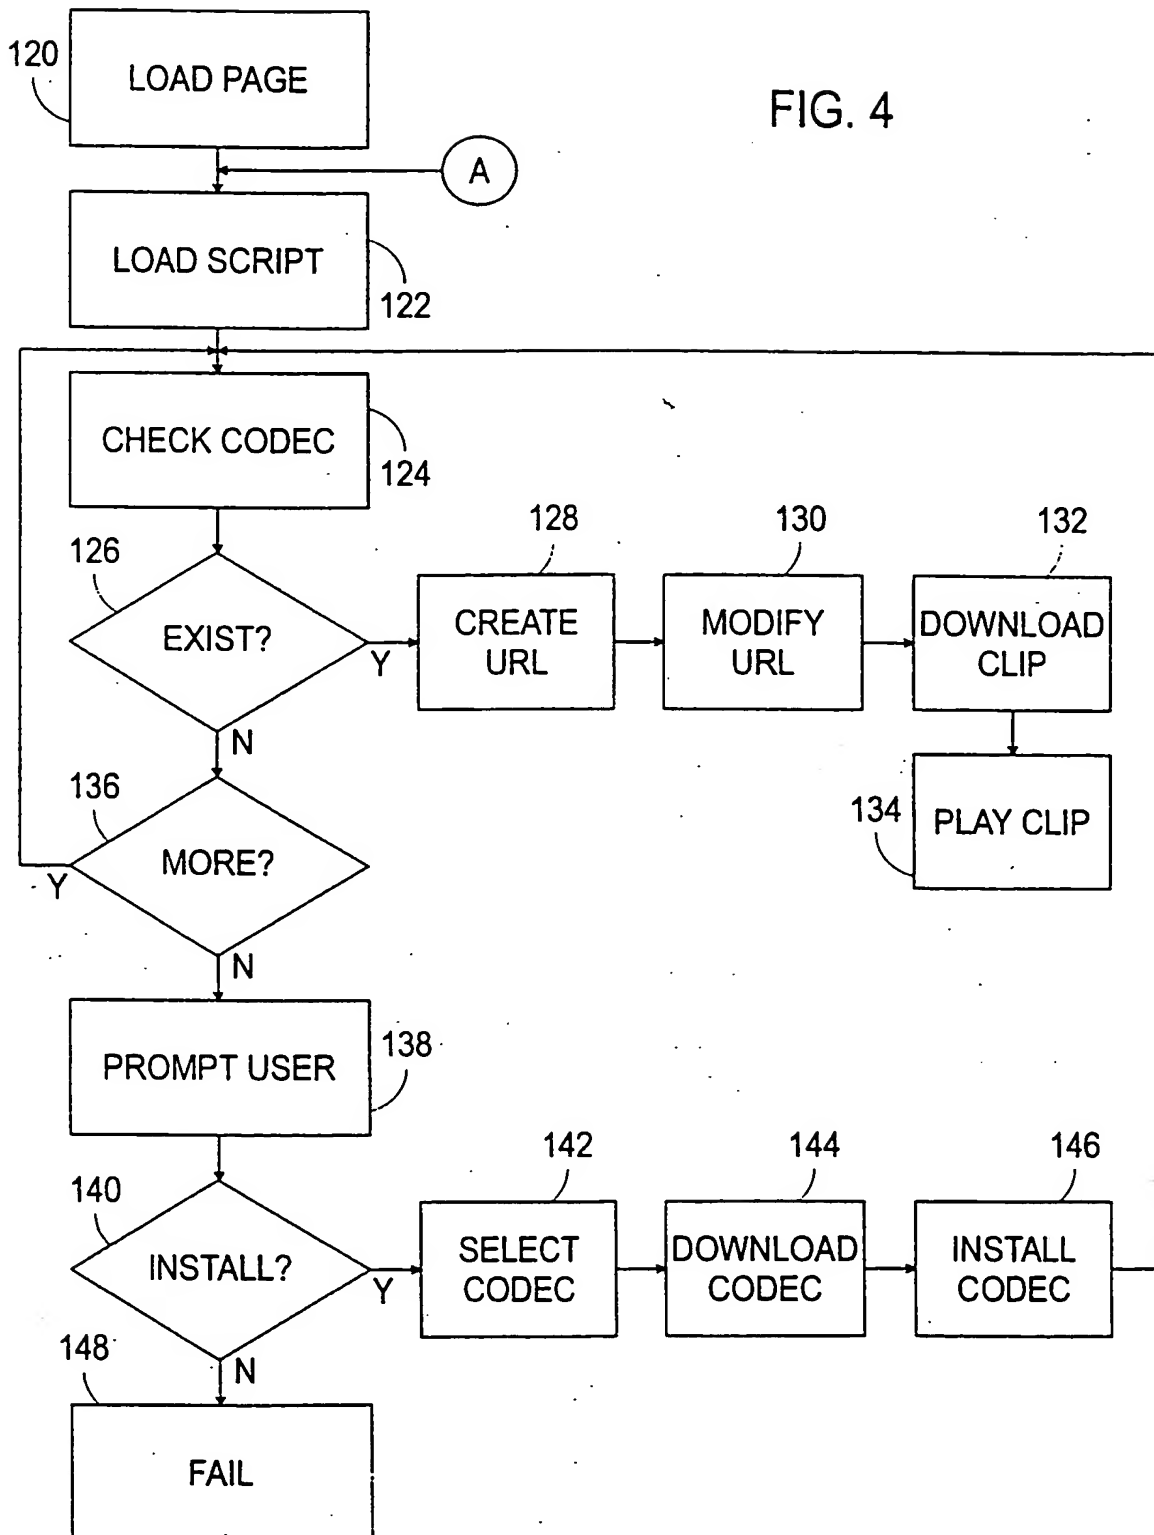 120
LOAD PAGE
FIG. 4
A
LOAD SCRIPT
122
CHECK CODEC
124
126
EXIST?
Y
N
128
CREATE
URL
130
MODIFY
URL
132
DOWNLOAD
CLIP
134
PLAY CLIP
136
MORE?
Y
N
PROMPT USER
138
140
INSTALL?
Y
N
142
SELECT
CODEC
144
DOWNLOAD
CODEC
146
INSTALL
CODEC
148
FAIL